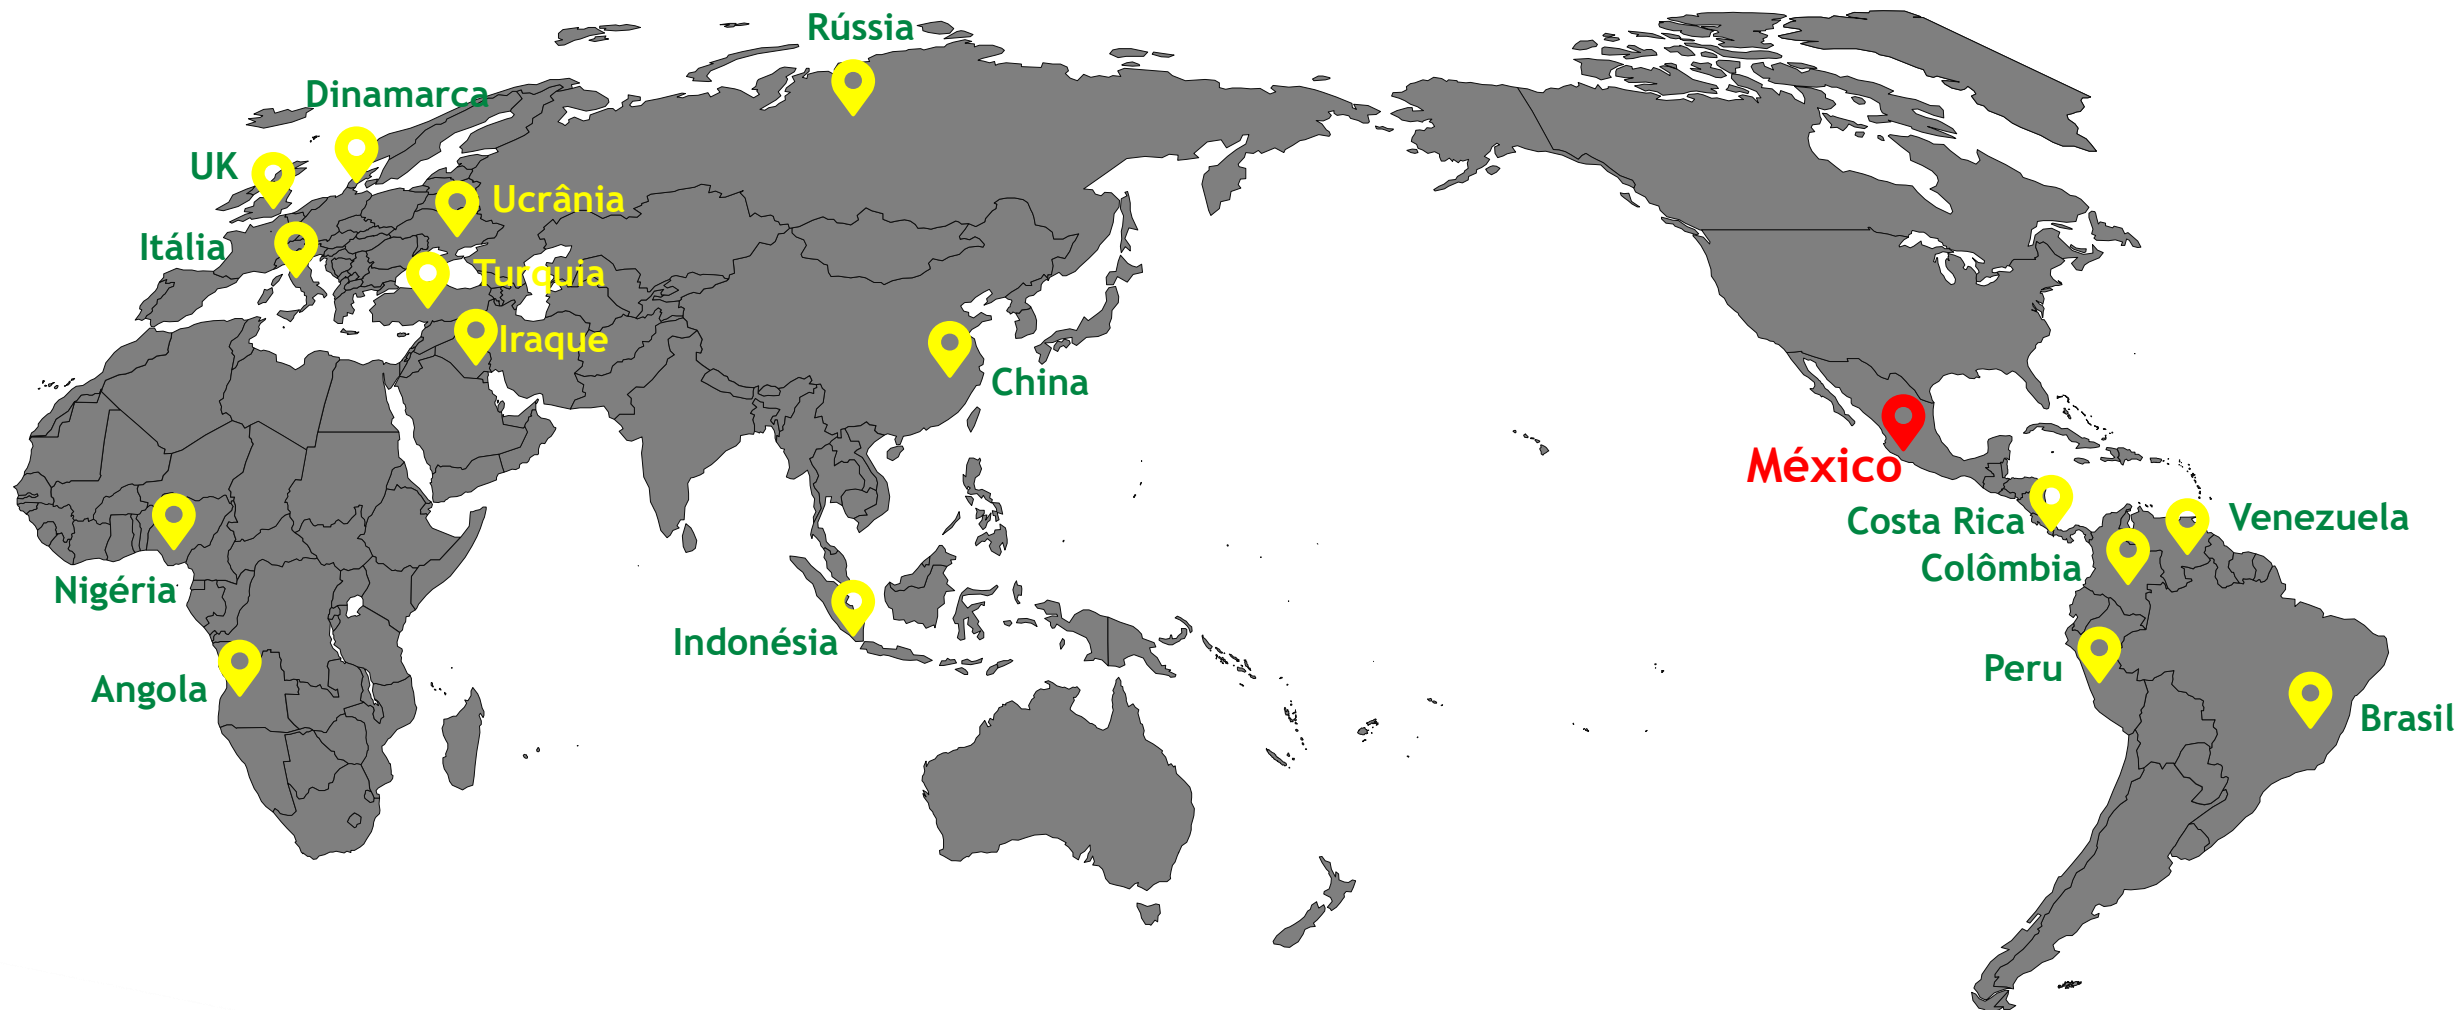 Rússia
Dinamarca
UK
Ucrânia
Itália
Turquia
Iraque
China
México
Costa Rica
Venezuela
Colômbia
Nigéria
Indonésia
Peru
Angola
Brasil